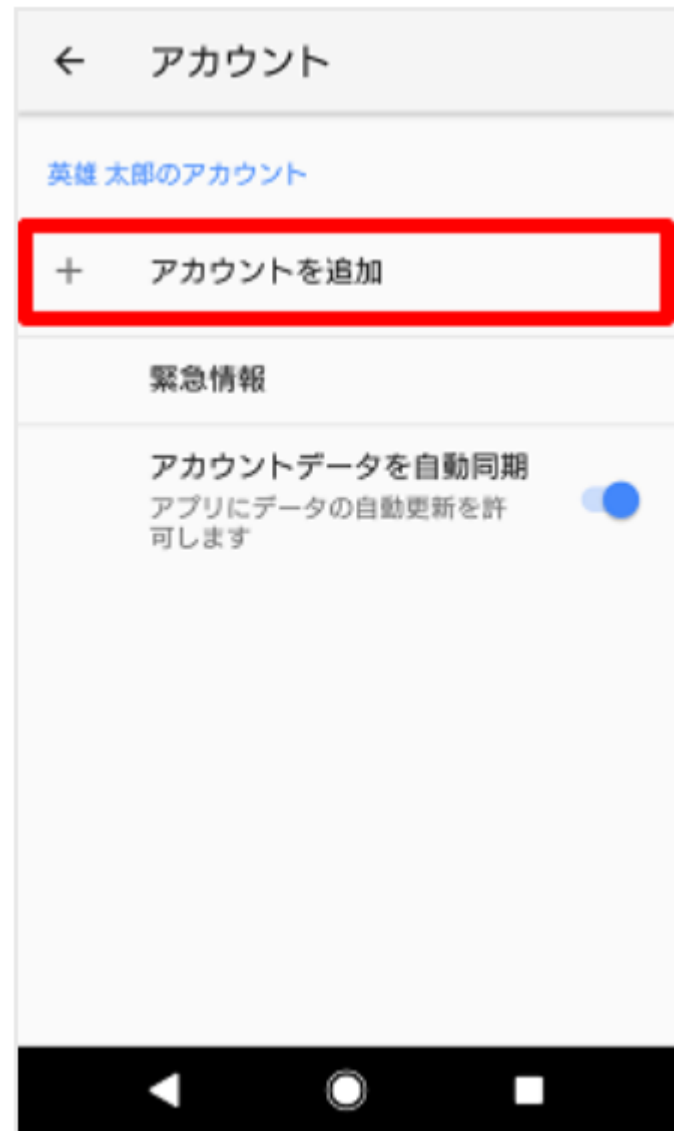 アカウント
英雄 太郎のアカウント
アカウントを追加
緊急情報
アカウントデータを自動同期
アプリにデータの自動更新を許
可します